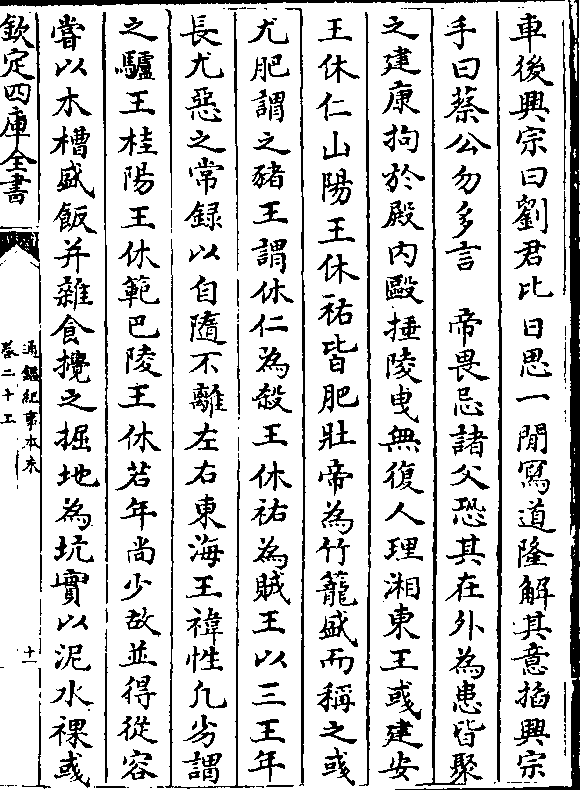 車後興宗曰劉君比日思一閒寫道隆解其意掐興宗
手曰蔡公勿多言　帝畏忌諸父恐其在外為患皆聚
之建康拘於殿内毆捶陵曳無復人理湘東王彧建安
王休仁山陽王休祐皆肥壯帝為竹籠盛而稱之彧
尤肥謂之豬王謂休仁為殺王休祐為賊王以三王年
長尤惡之常録以自隨不離左右東海王禕性凡劣謂
之驢王桂陽王休範巴陵王休若年尚少故並得從容
嘗以木槽盛飯并雜食攪之掘地為坑實以泥水裸彧
欽定四庫全書
通鑑紀事本末
卷二十上
十一